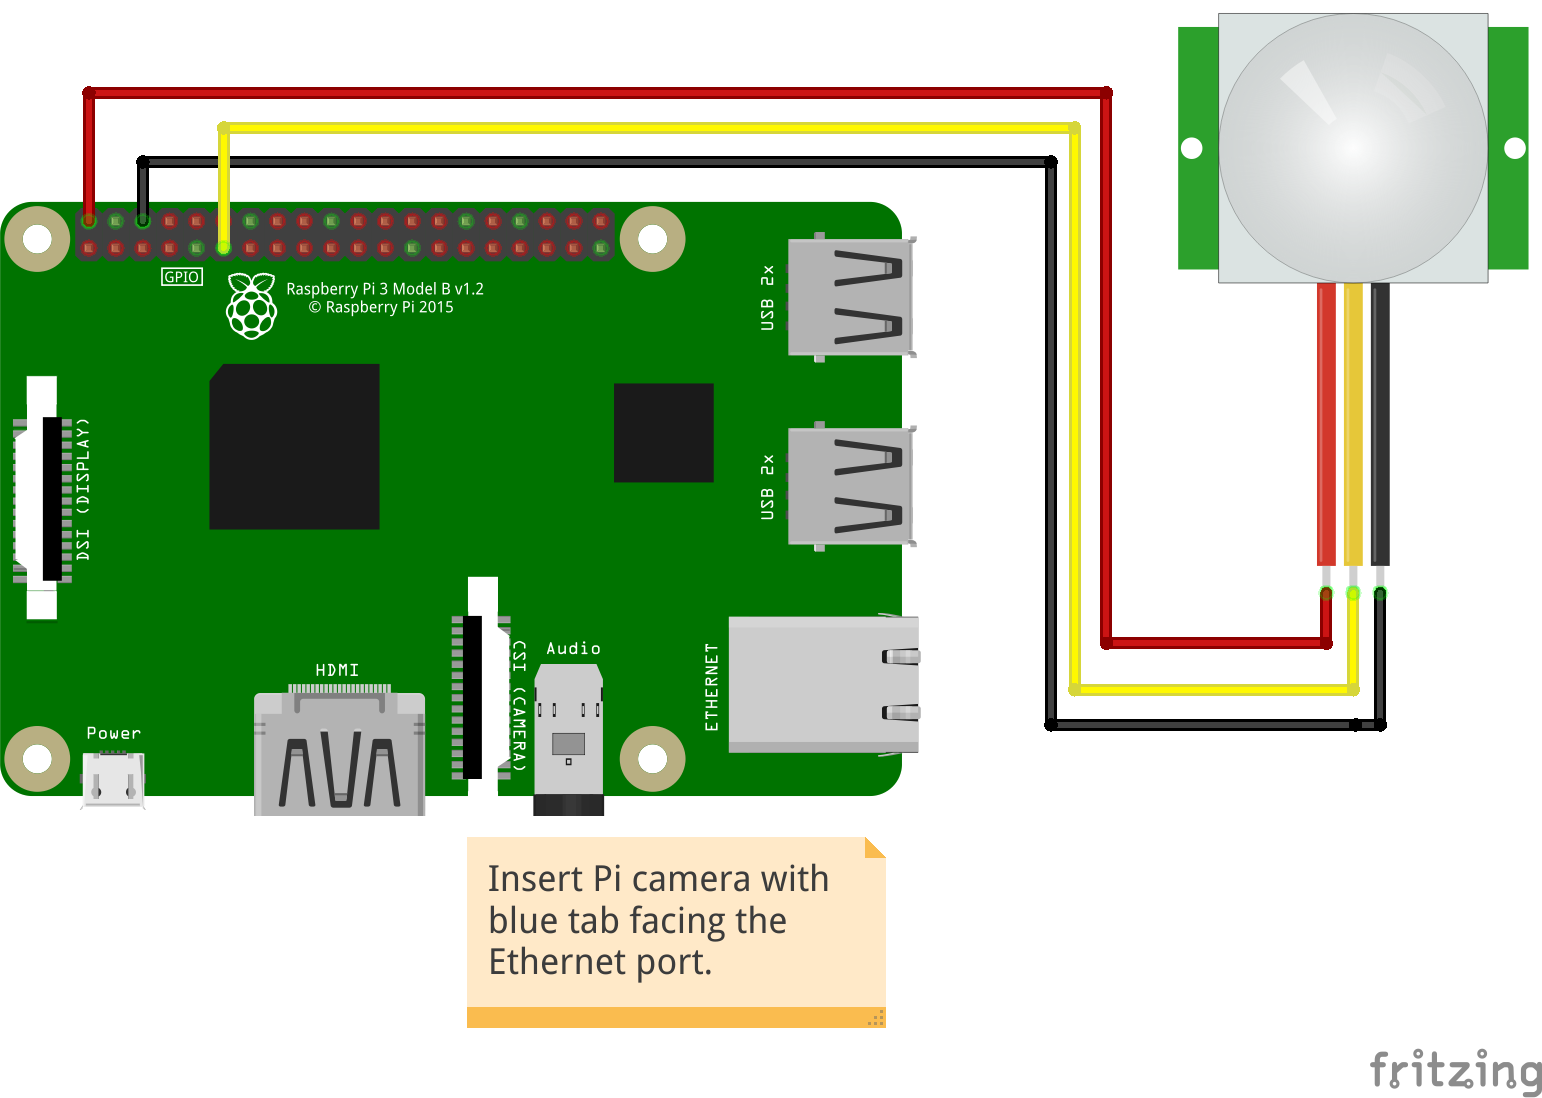 GPIO
Raspberry Pi 3 Model B v1.2
© Raspberry Pi 2015
USB 2x
DSI (DISPLAY)
USB 2x
HDMI
CSI (CAMERA)
Audio
ETHERNET
Power
Insert Pi camera with
blue tab facing the
Ethernet port.
fritzing